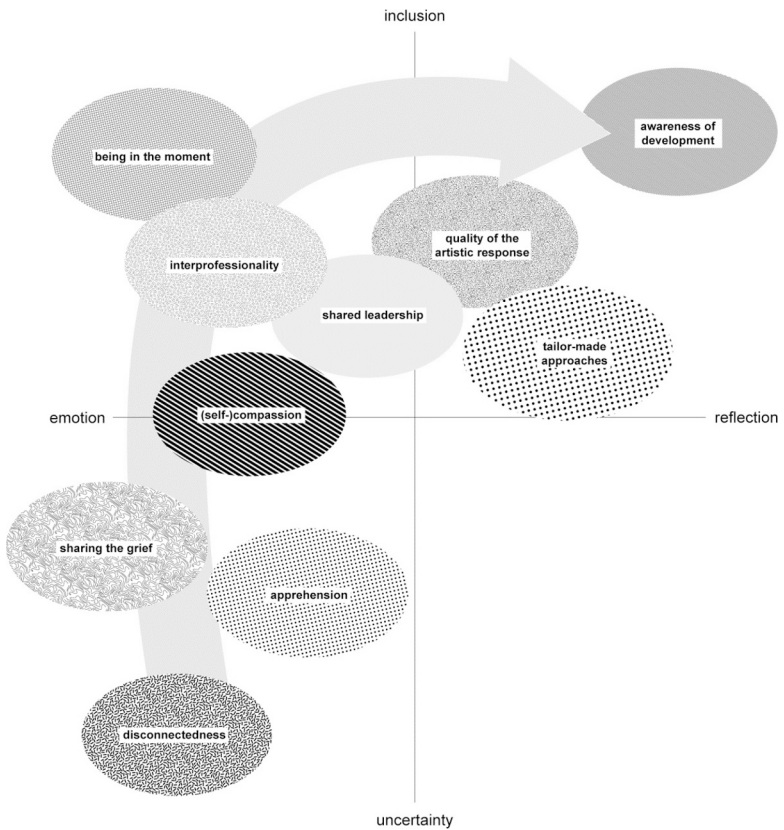 inclusion
awareness of
development
being in the moment
quality of the
artistic response
interprofessionality
shared leadership
tailor-made
approaches
emotion
(self-)compassion
reflection
sharing the grief
apprehension
disconnectedness
uncertainty